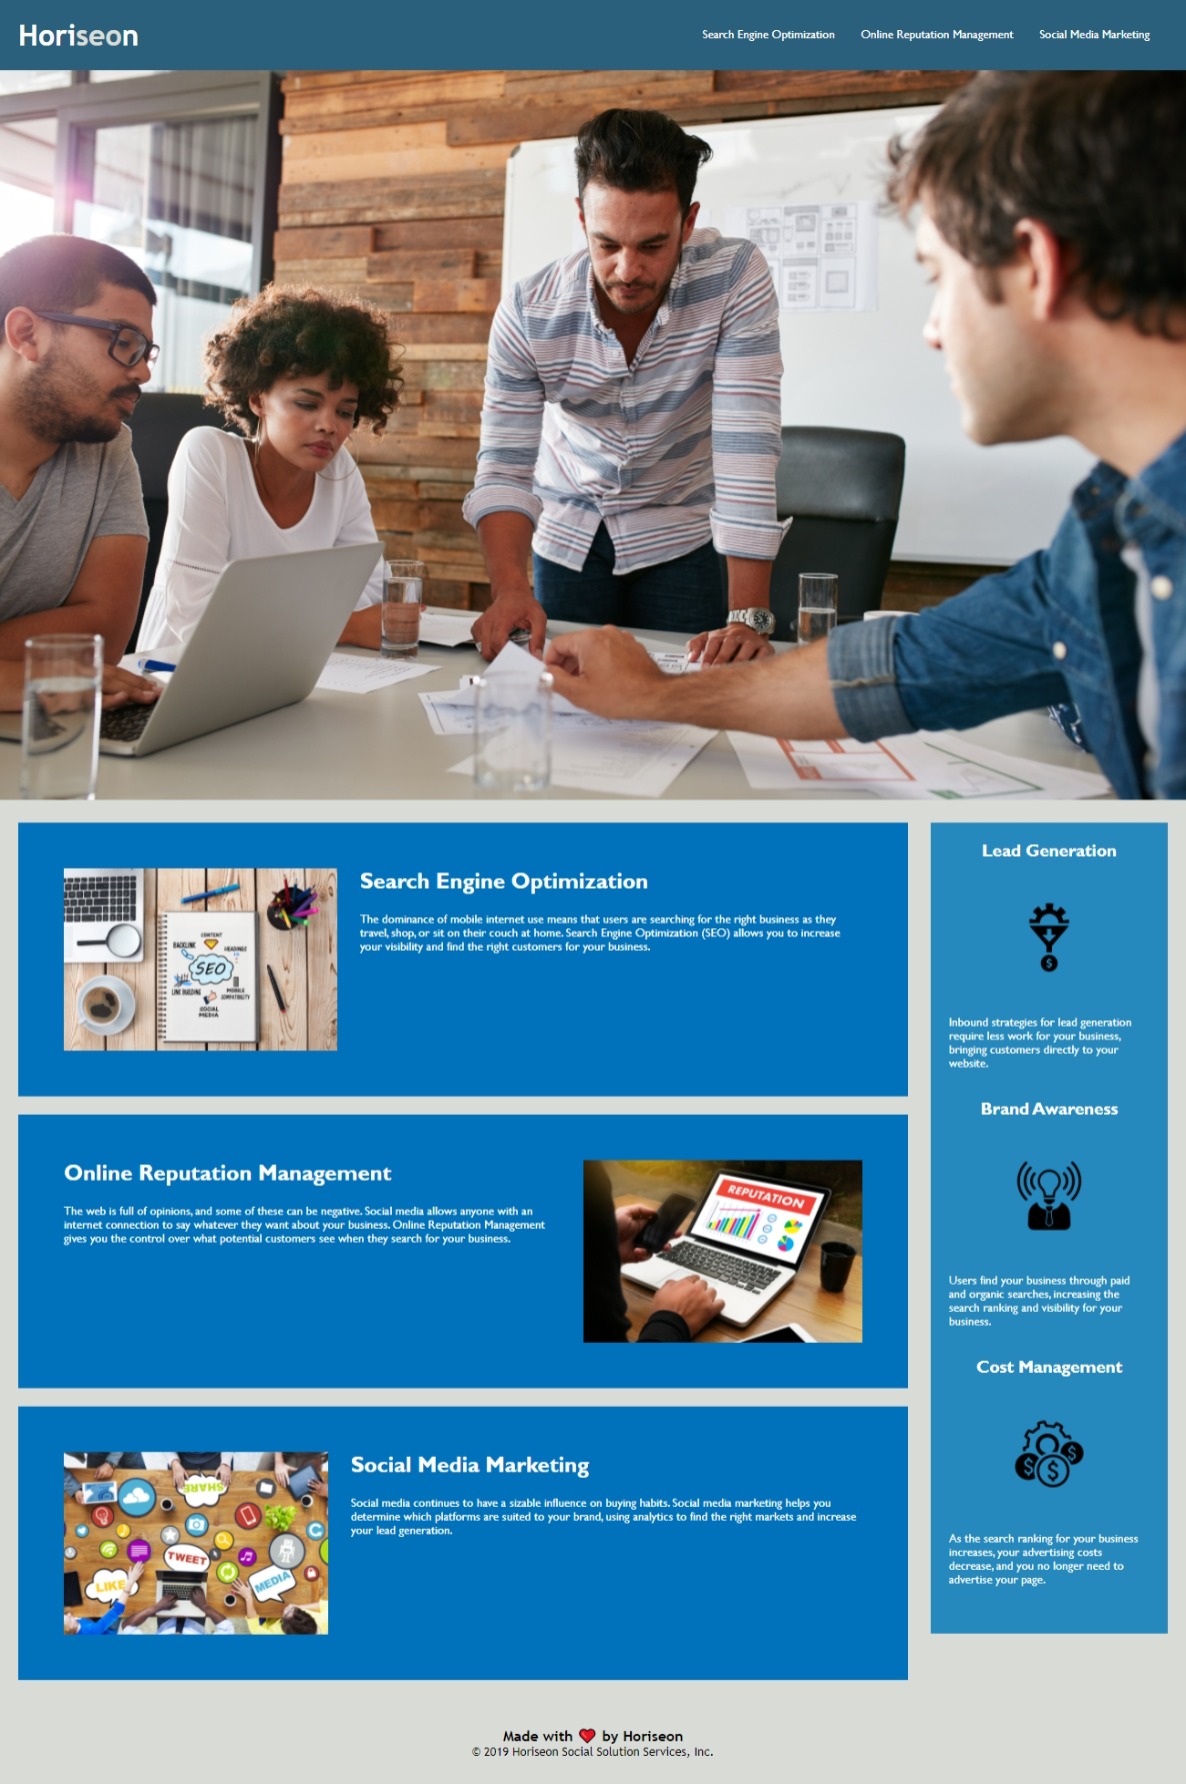 Horiseon
Search Engine Optimization
Online Reputation Management
Social Media Marketing
Search Engine Optimization
The dominance of mobile internet use means that users are searching for the right business as they
travel, shop, or sit on their couch at home. Search Engine Optimization (SEO) allows you to increase
your visibility and find the right customers for your business.
CONTENT
BACKLINK
HEADINGS
SEO
LINK BUILDING
MOBILE
COMPATIBILITY
SOCIAL
MEDIA
Online Reputation Management
The web is full of opinions, and some of these can be negative. Social media allows anyone with an
internet connection to say whatever they want about your business. Online Reputation Management
gives you the control over what potential customers see when they search for your business.
REPUTATION
Social Media Marketing
Social media continues to have a sizable influence on buying habits. Social media marketing helps you
determine which platforms are suited to your brand, using analytics to find the right markets and increase
your lead generation.
SHARE
TWEET
LIKE
MEDIA
Lead Generation
$
Inbound strategies for lead generation
require less work for your business,
bringing customers directly to your
website.
Brand Awareness
Users find your business through paid
and organic searches, increasing the
search ranking and visibility for your
business.
Cost Management
$
$ $
As the search ranking for your business
increases, your advertising costs
decrease, and you no longer need to
advertise your page.
Made with ❤️ by Horiseon
© 2019 Horiseon Social Solution Services, Inc.